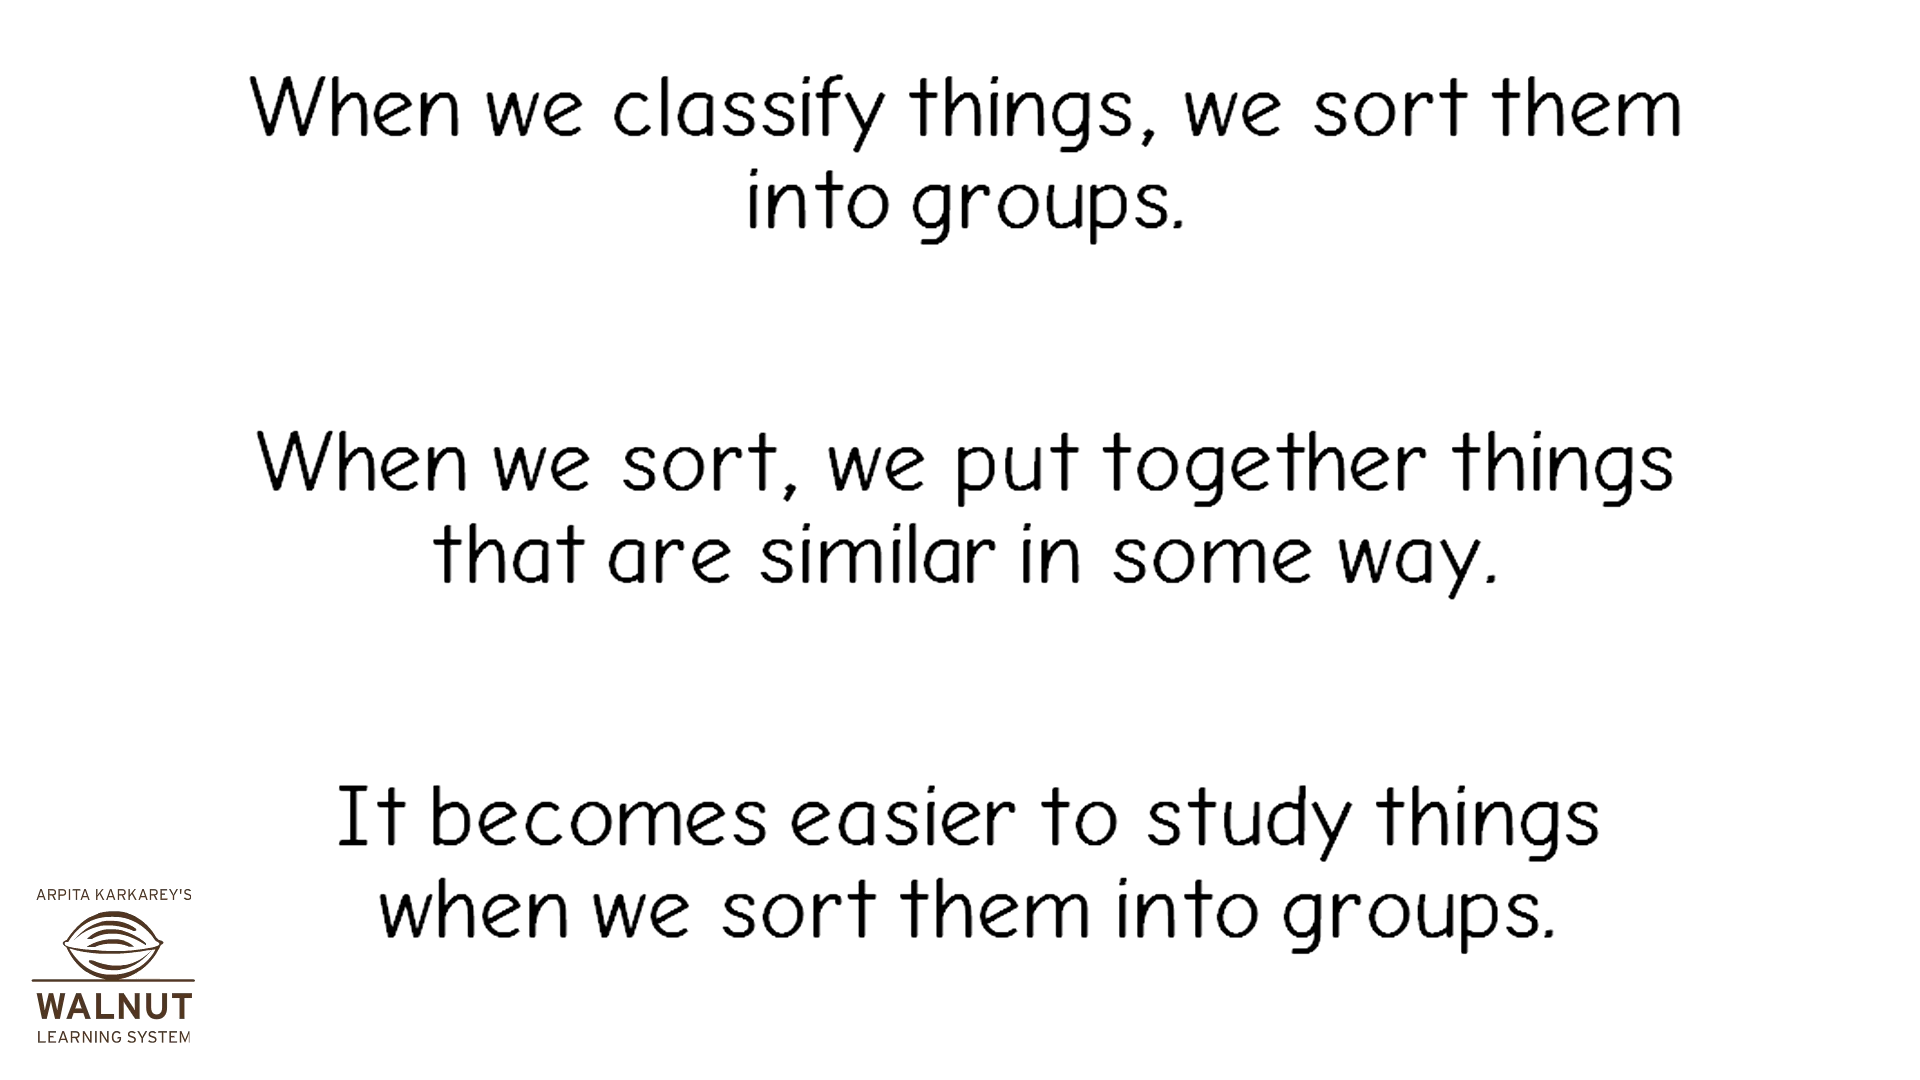 When we classify things, we sort them
into groups.
When we sort, we put together things
that are similar in some way.
It becomes easier to study things
when we sort them into groups.
ARPITA KARKAREY'S
WALNUT
LEARNING SYSTEM